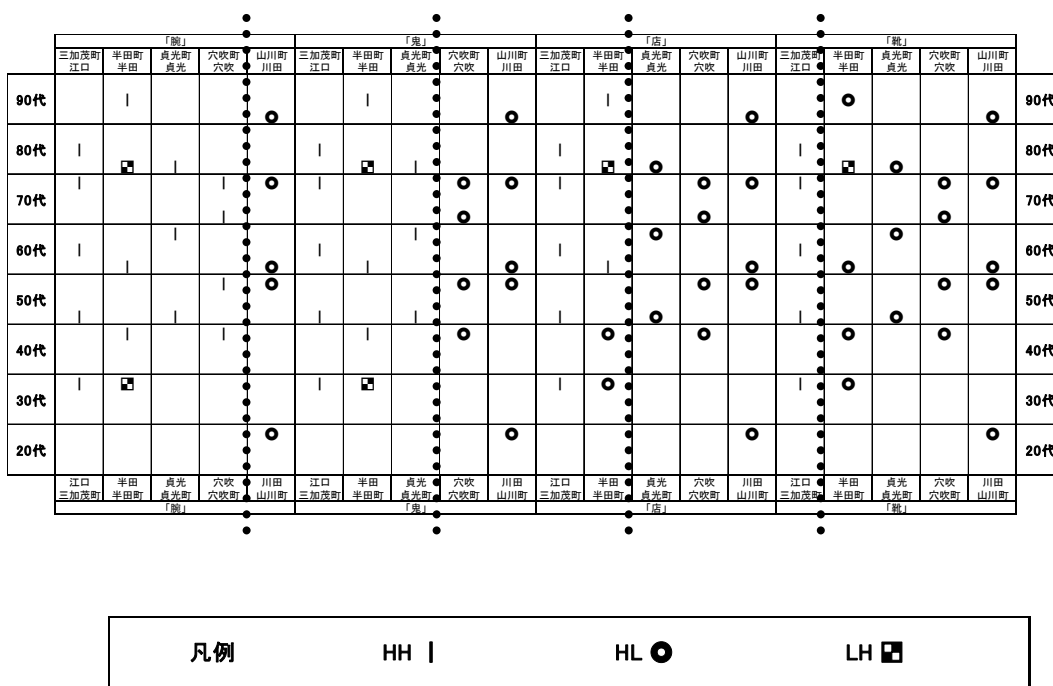 「腕」 「鬼」 「店」 「靴」
三加茂町 半田町 貞光町 穴吹町 山川町 三加茂町 半田町 貞光町 穴吹町 山川町 三加茂町 半田町 貞光町 穴吹町 山川町 三加茂町 半田町 貞光町 穴吹町 山川町
江口 半田 貞光 穴吹 川田 江口 半田 貞光 穴吹 川田 江口 半田 貞光 穴吹 川田 江口 半田 貞光 穴吹 川田
90代 90代
80代 80代
70代 70代
60代 60代
50代 50代
40代 40代
30代 30代
20代 20代
江口 半田 貞光 穴吹 川田 江口 半田 貞光 穴吹 川田 江口 半田 貞光 穴吹 川田 江口 半田 貞光 穴吹 川田
三加茂町 半田町 貞光町 穴吹町 山川町 三加茂町 半田町 貞光町 穴吹町 山川町 三加茂町 半田町 貞光町 穴吹町 山川町 三加茂町 半田町 貞光町 穴吹町 山川町
「腕」 「鬼」 「店」 「靴」
凡例 HH HL LH